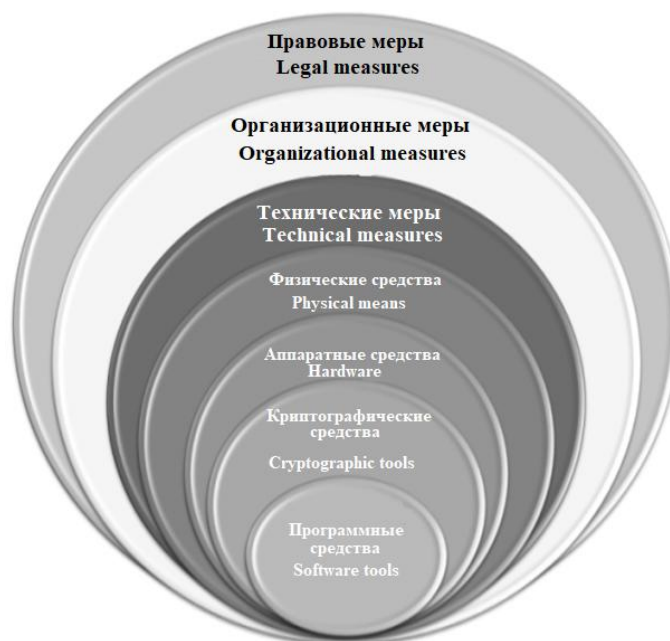 Правовые меры
Legal measures
Организационные меры
Organizational measures
Технические меры
Technical measures
Физические средства
Physical means
Аппаратные средства
Hardware
Криптографические
средства
Cryptographic tools
Программные
средства
Software tools